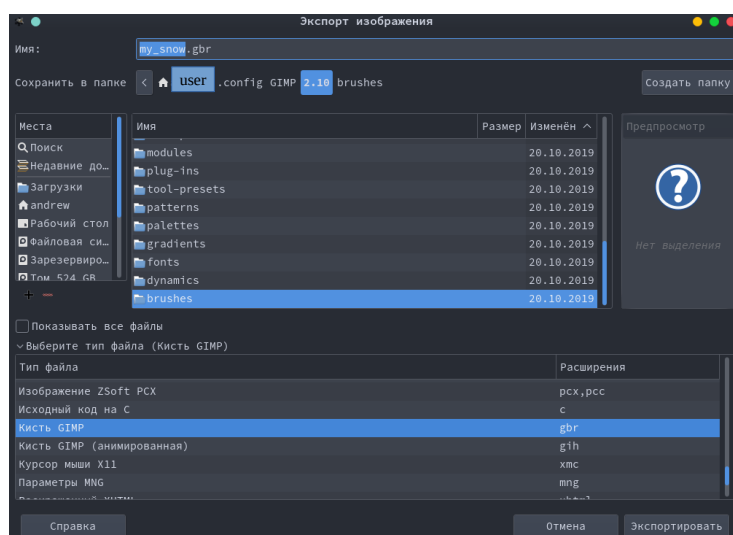 Экспорт изображения
Имя:
my_snow.gbr
Сохранить в папке
user
.config GIMP 2.10 brushes
Создать папку
Места
Поиск
Недавние до…
Загрузки
andrew
Рабочий стол
Файловая си…
Зарезервиро…
Том 524 GB
Имя Размер Изменён
modules 20.10.2019
plug-ins 20.10.2019
tool-presets 20.10.2019
patterns 20.10.2019
palettes 20.10.2019
gradients 20.10.2019
fonts 20.10.2019
dynamics 20.10.2019
brushes 20.10.2019
Предпросмотр
Нет выделения
Показывать все файлы
Выберите тип файла (Кисть GIMP)
Тип файла Расширения
Изображение ZSoft PCX pcx,pcc
Исходный код на C c
Кисть GIMP gbr
Кисть GIMP (анимированная) gih
Курсор мыши X11 xmc
Параметры MNG mng
Справка
Отмена
Экспортировать